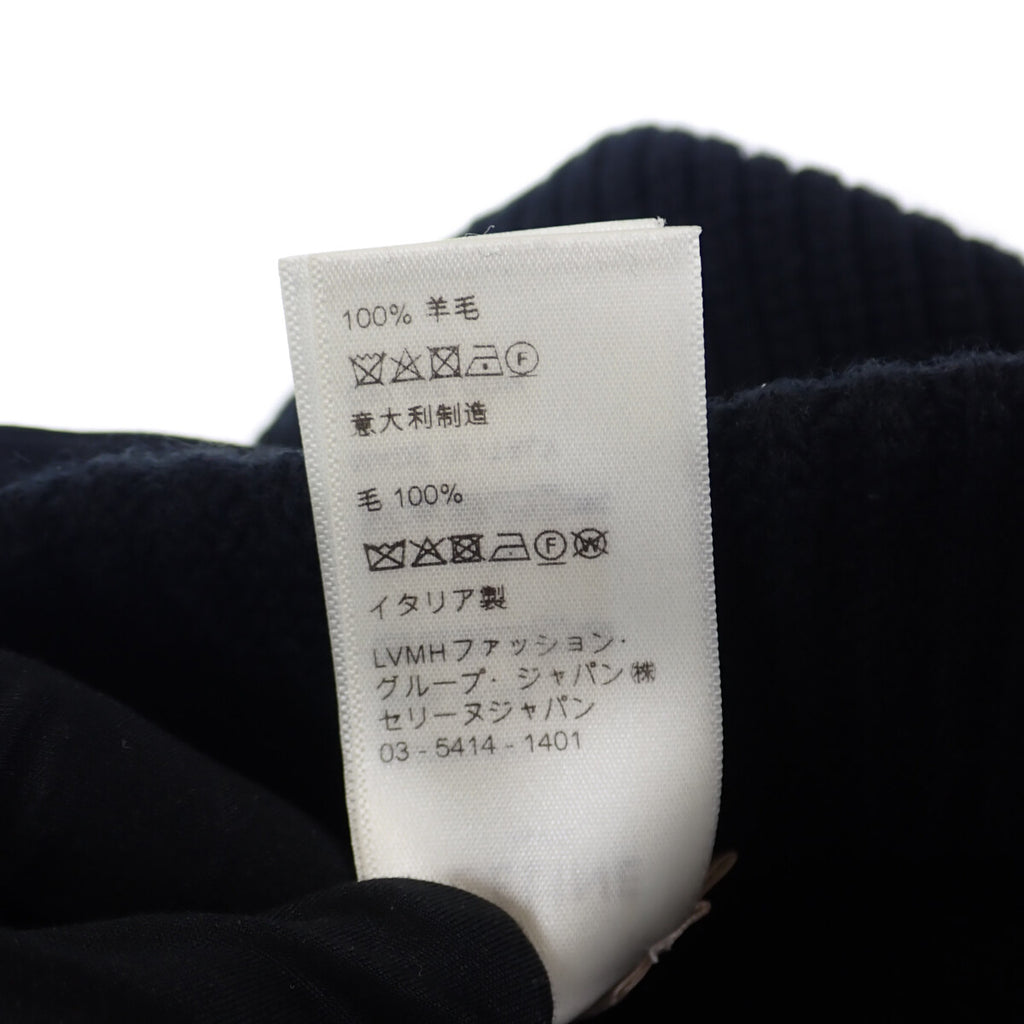 100% 羊毛
F
意大利制造
毛 100%
F W
イタリア製
LVMHファッション・
グループ・ジャパン㈱
セリーヌジャパン
03 - 5414 - 1401